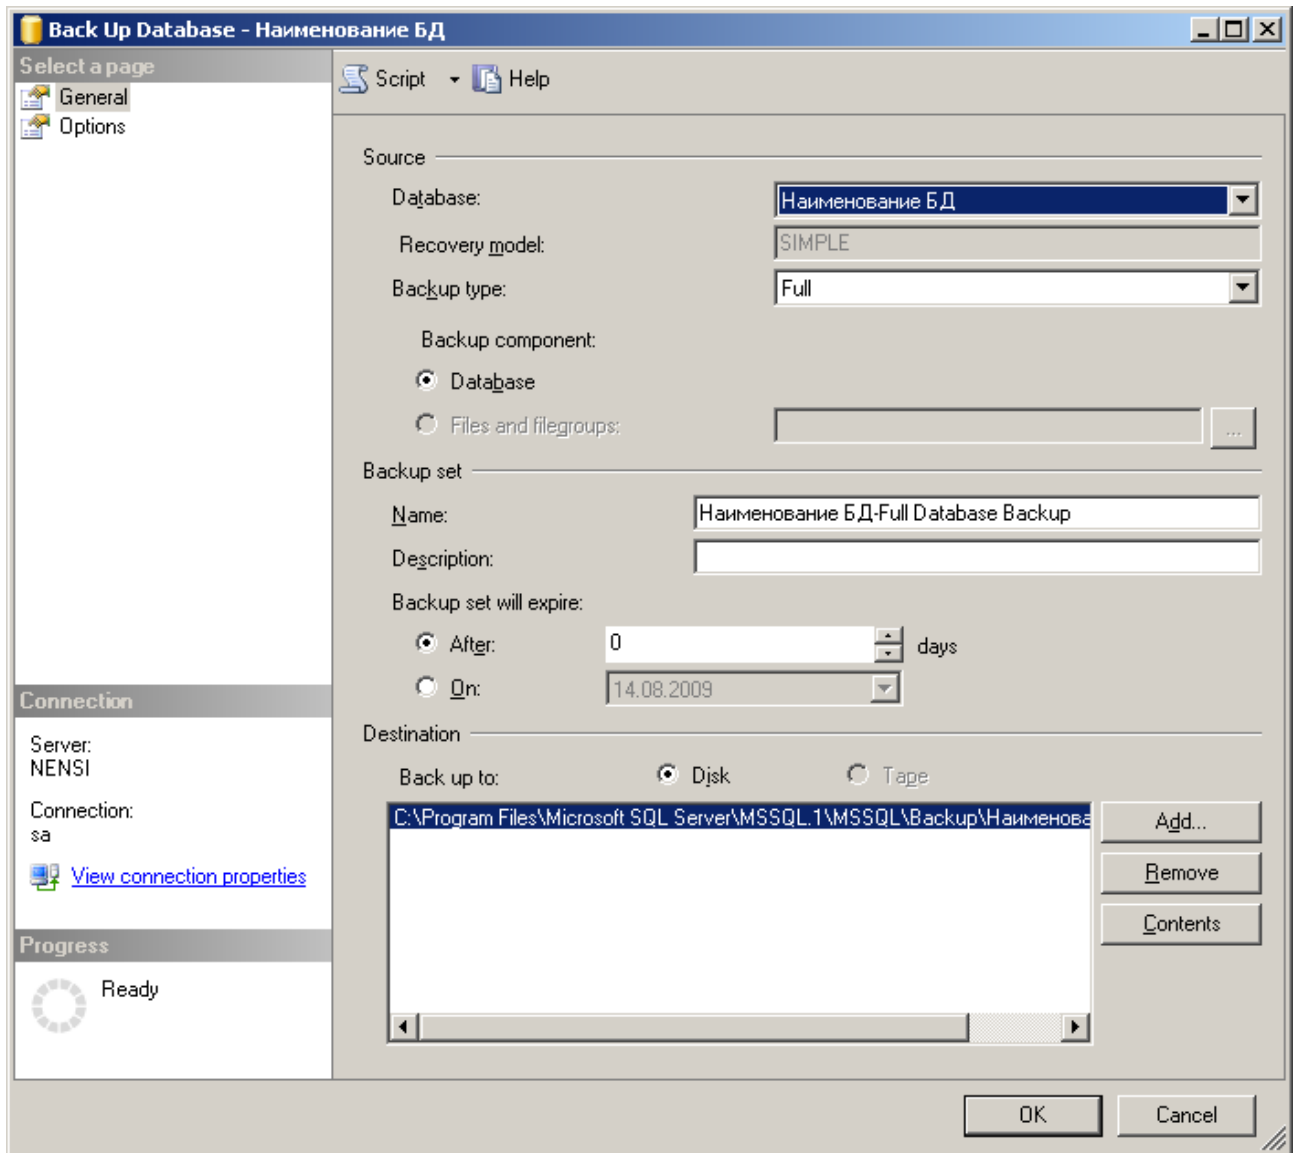 Back Up Database - Наименование БД
Select a page
General
Options
Script
Help
Source
Database:
Наименование БД
Recovery model:
SIMPLE
Backup type:
Full
Backup component:
Database
Files and filegroups:
...
Backup set
Name:
Наименование БД-Full Database Backup
Description:
Backup set will expire:
After:
0
days
On:
14.08.2009
Destination
Back up to:
Disk
Tape
C:\Program Files\Microsoft SQL Server\MSSQL.1\MSSQL\Backup\Наименова
Add...
Remove
Contents
Connection
Server:
NENSI
Connection:
sa
View connection properties
Progress
Ready
OK
Cancel